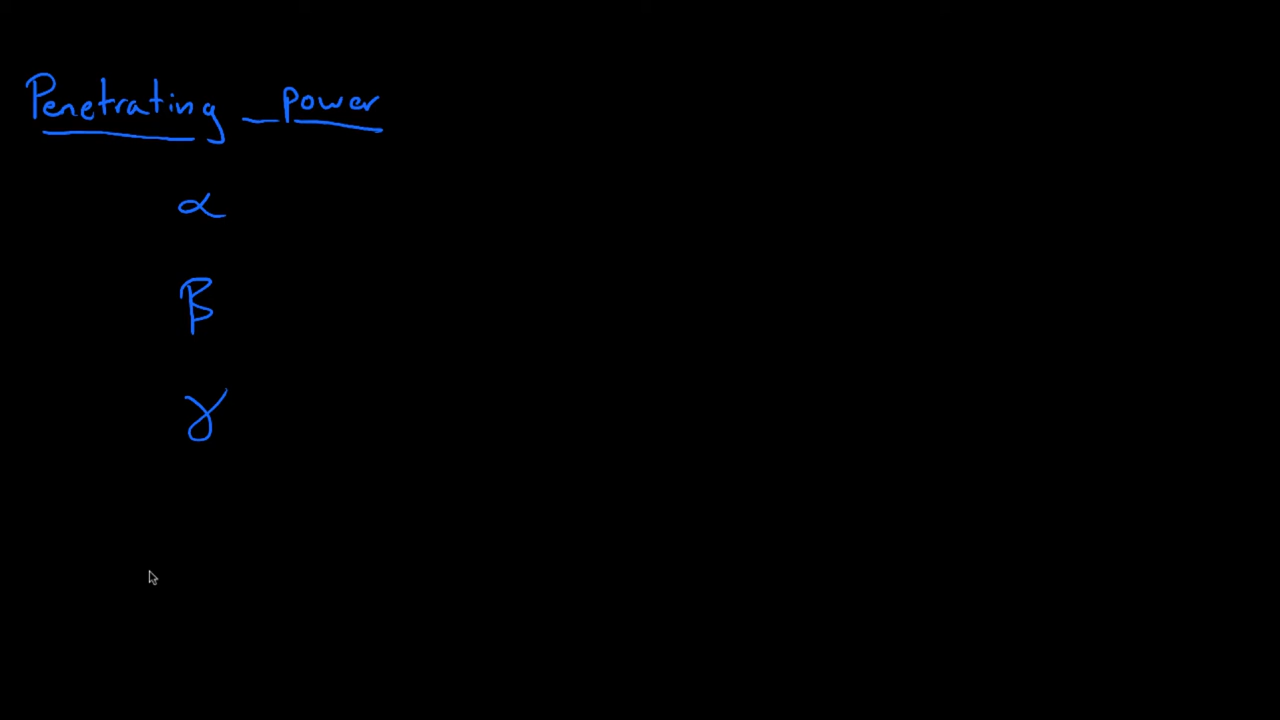 Penetrating power
α
β
γ